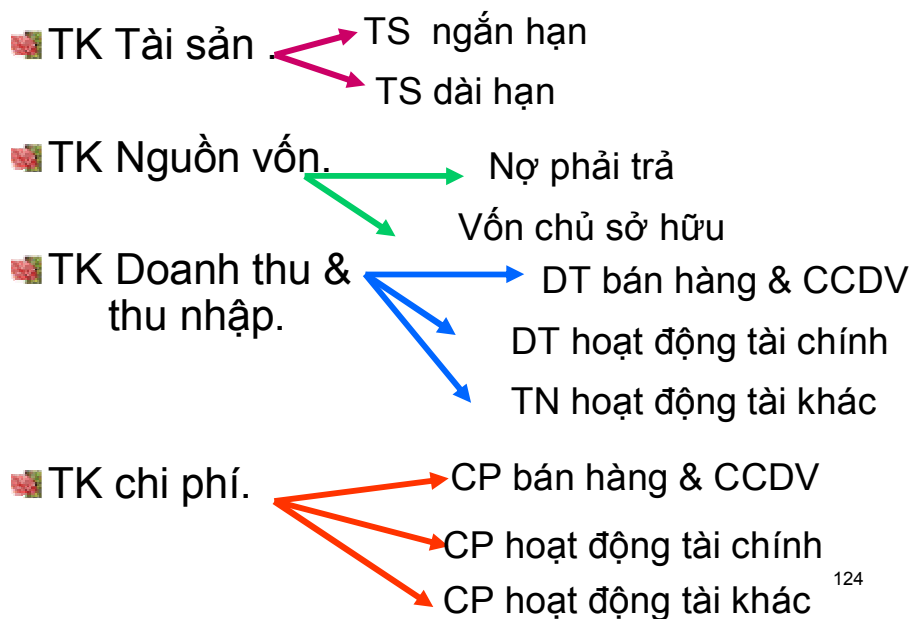 TK Tài sản .
TS ngắn hạn
TS dài hạn
TK Nguồn vốn.
Nợ phải trả
Vốn chủ sở hữu
TK Doanh thu &
thu nhập.
DT bán hàng & CCDV
DT hoạt động tài chính
TN hoạt động tài khác
TK chi phí.
CP bán hàng & CCDV
CP hoạt động tài chính
CP hoạt động tài khác
124